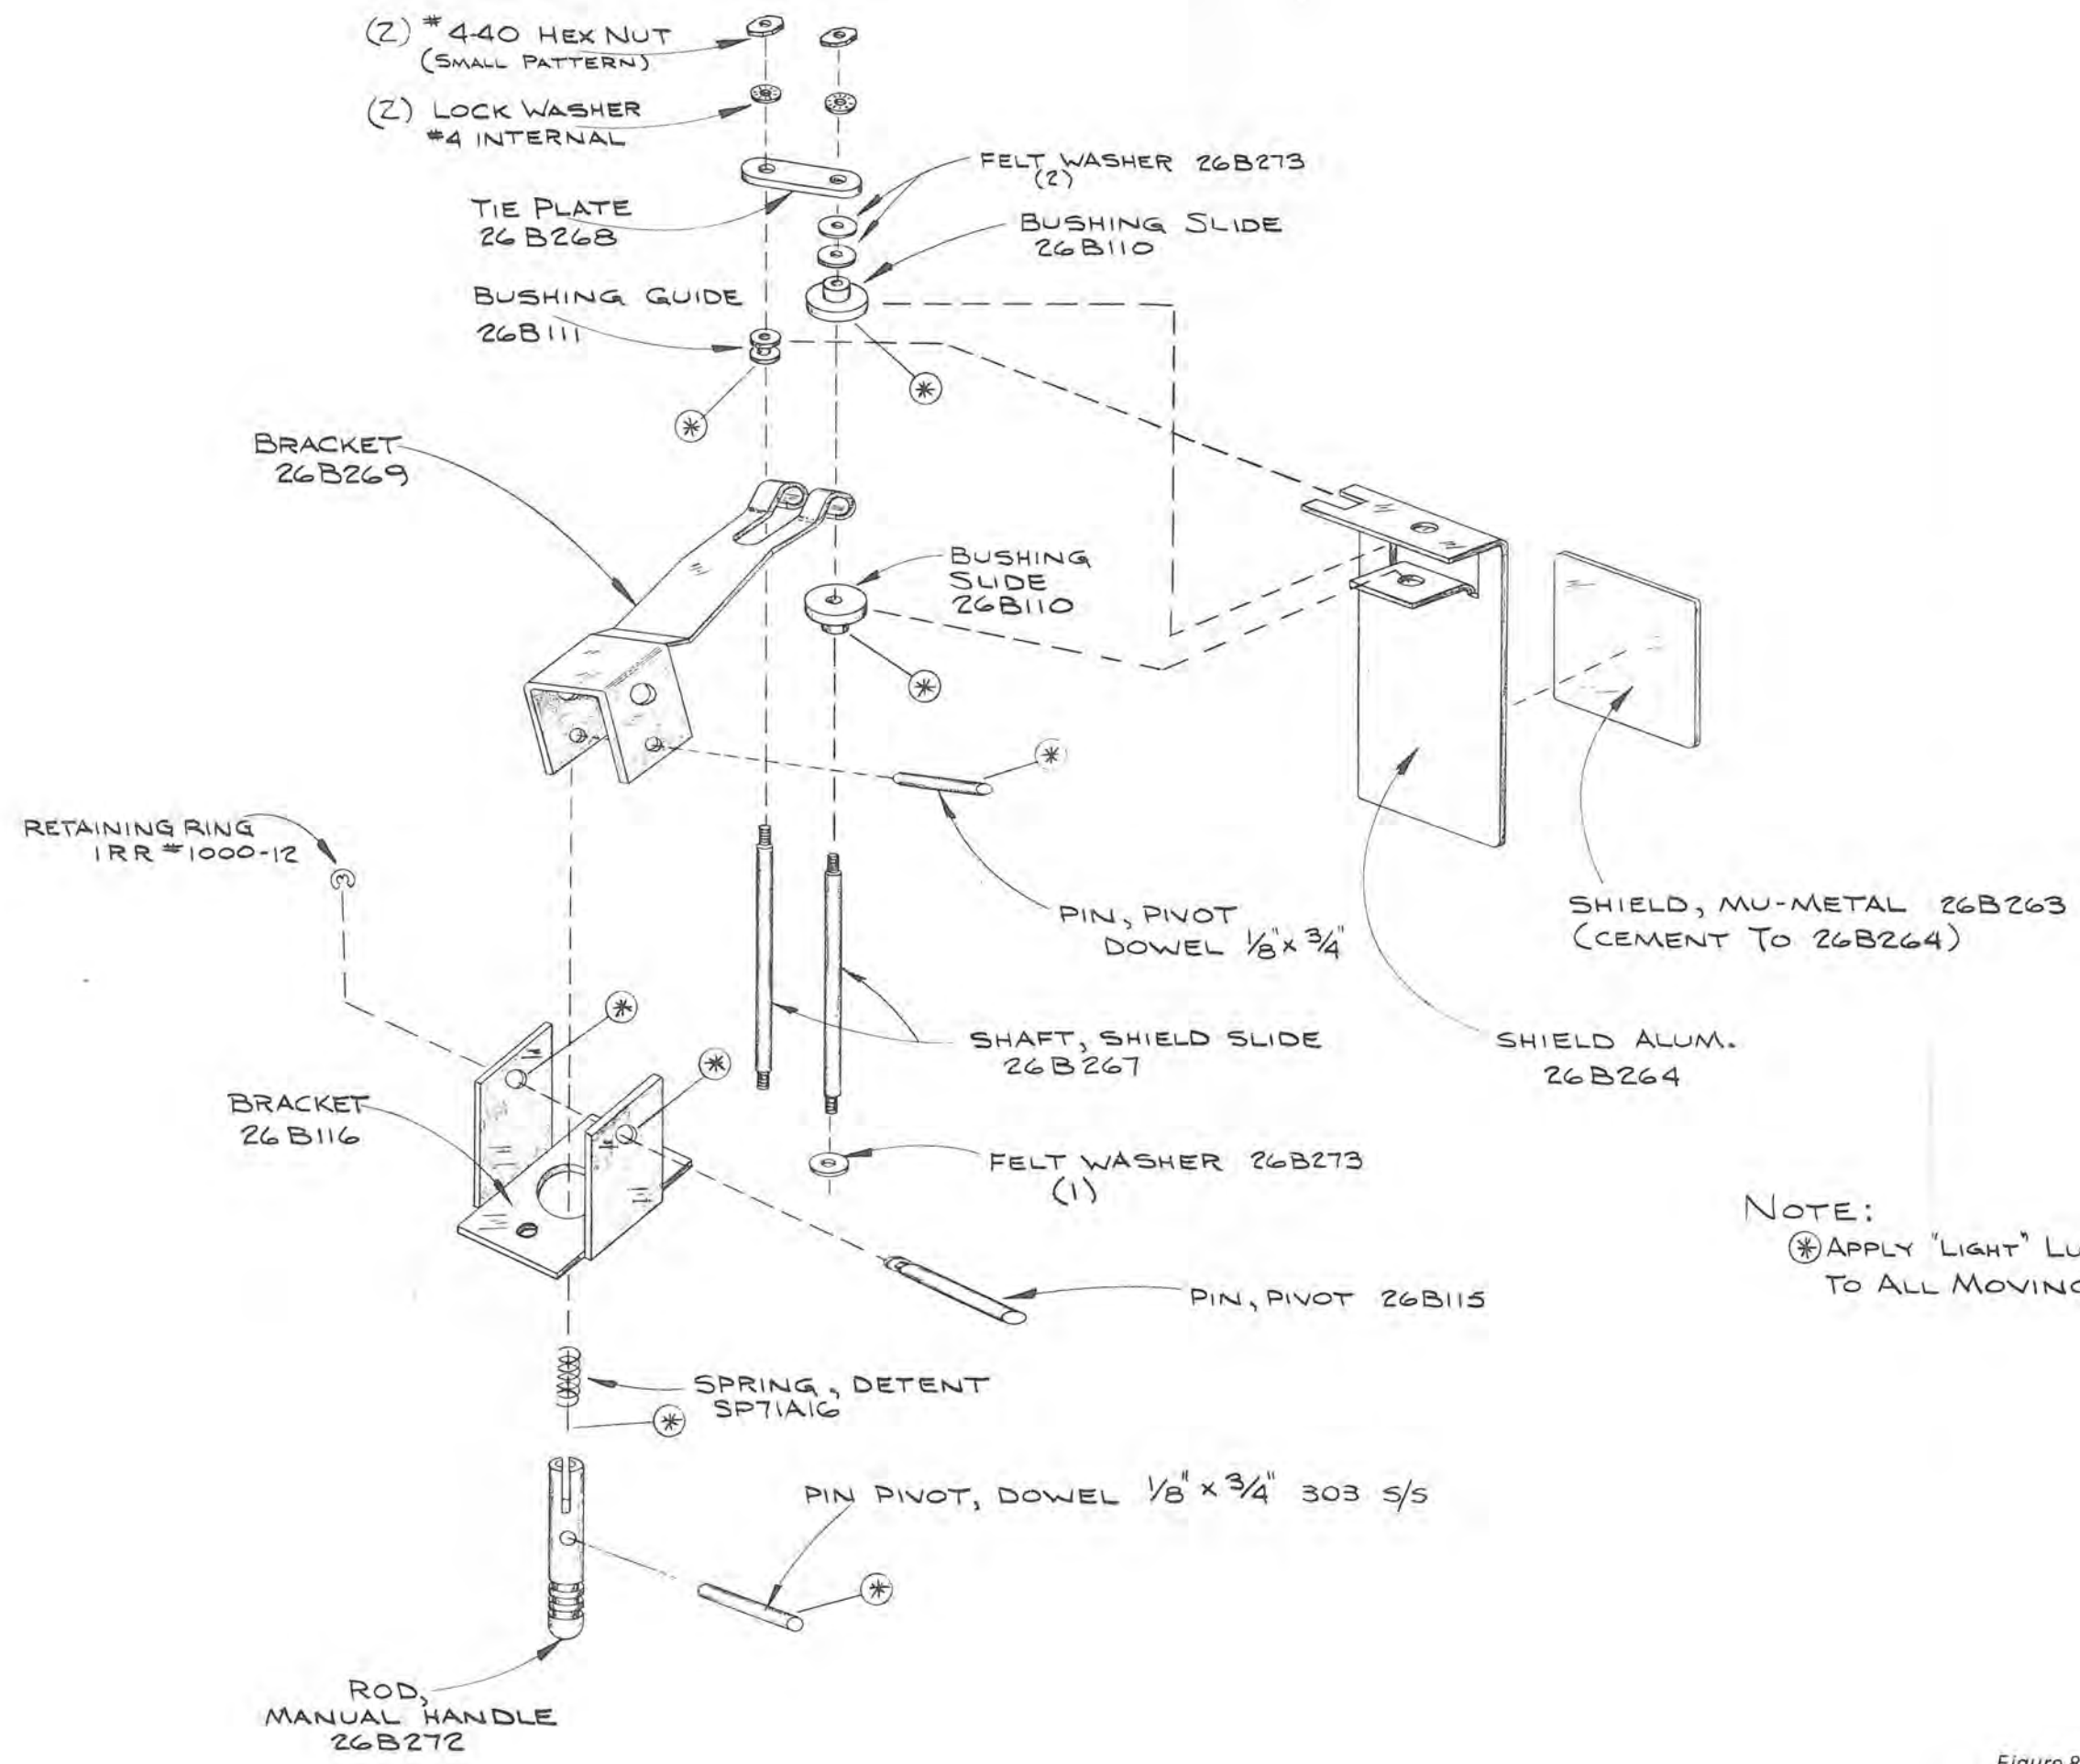 (2) #4-40 HEX NUT
(SMALL PATTERN)
(2) LOCK WASHER
#4 INTERNAL
FELT WASHER 26B273
(2)
TIE PLATE
26B268
BUSHING SLIDE
26B110
BUSHING GUIDE
26B111
BRACKET
26B269
BUSHING
SLIDE
26B110
RETAINING RING
IRR #1000-12
PIN, PIVOT
DOWEL 1/8" x 3/4"
SHIELD, MU-METAL 26B263
(CEMENT TO 26B264)
SHAFT, SHIELD SLIDE
26B267
SHIELD ALUM.
26B264
BRACKET
26B116
FELT WASHER 26B273
(1)
NOTE:
✱ APPLY "LIGHT" LU
TO ALL MOVING
PIN, PIVOT 26B115
SPRING, DETENT
SP71A16
PIN PIVOT, DOWEL 1/8" x 3/4" 303 S/S
ROD,
MANUAL HANDLE
26B272
Figure 8